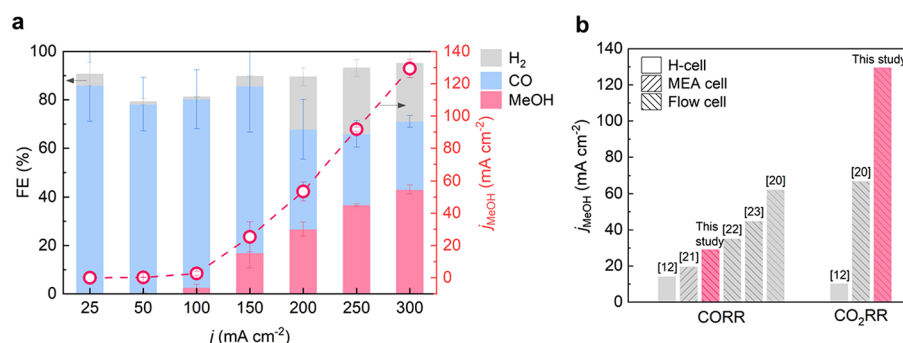 a
FE (%)
100
80
60
40
20
0
25 50 100 150 200 250 300
j (mA cm⁻²)
140
130
120
100
80
60
40
20
0
j_MeOH (mA cm⁻²)
H₂
CO
MeOH
b
j_MeOH (mA cm⁻²)
140
120
100
80
60
40
20
0
H-cell
MEA cell
Flow cell
[12]
[21]
This study
[22]
[23]
[20]
[12]
[20]
This study
CORR CO₂RR